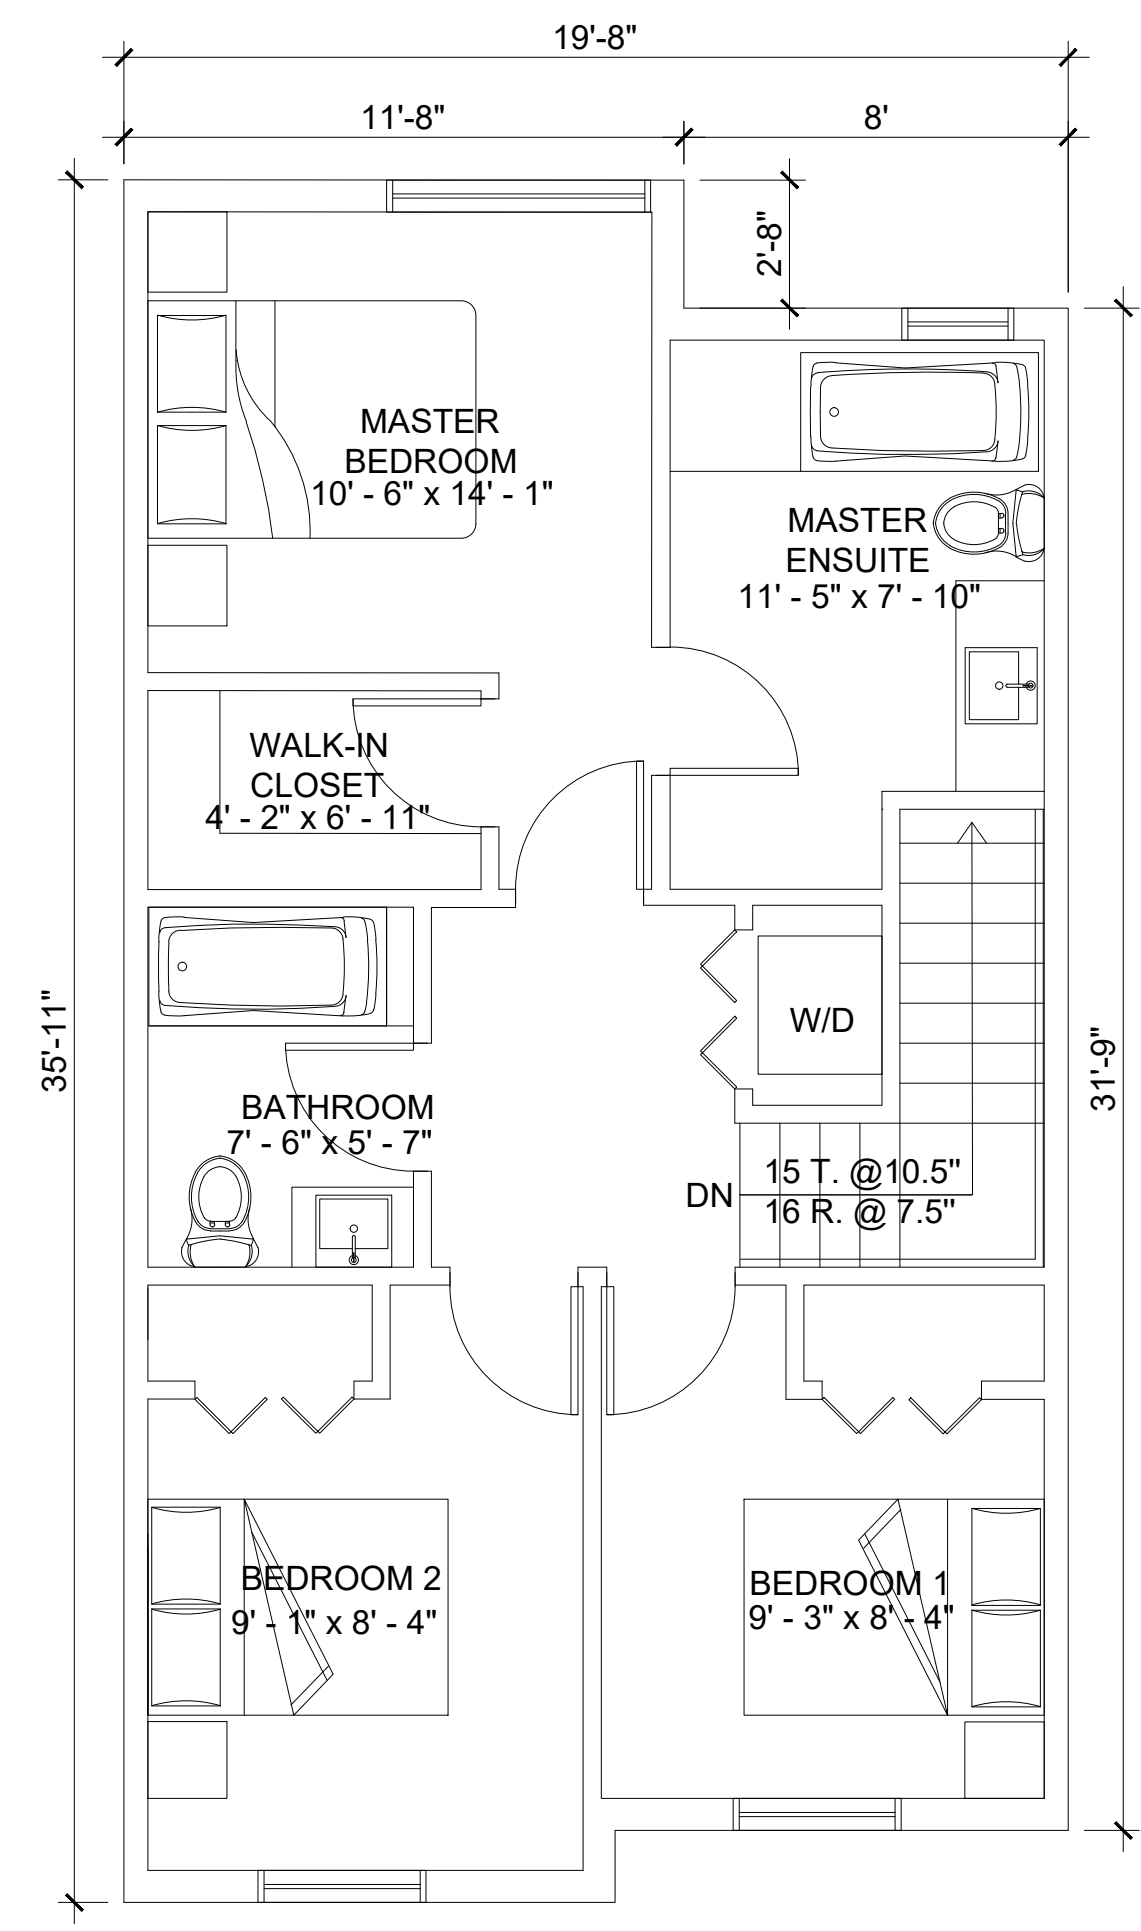 19'-8"
11'-8"
8'
2'-8"
MASTER
BEDROOM
10' - 6" x 14' - 1"
MASTER
ENSUITE
11' - 5" x 7' - 10"
WALK-IN
CLOSET
4' - 2" x 6' - 11"
35'-11"
W/D
31'-9"
BATHROOM
7' - 6" x 5' - 7"
DN
15 T. @10.5"
16 R. @ 7.5"
BEDROOM 2
9' - 1" x 8' - 4"
BEDROOM 1
9' - 3" x 8' - 4"